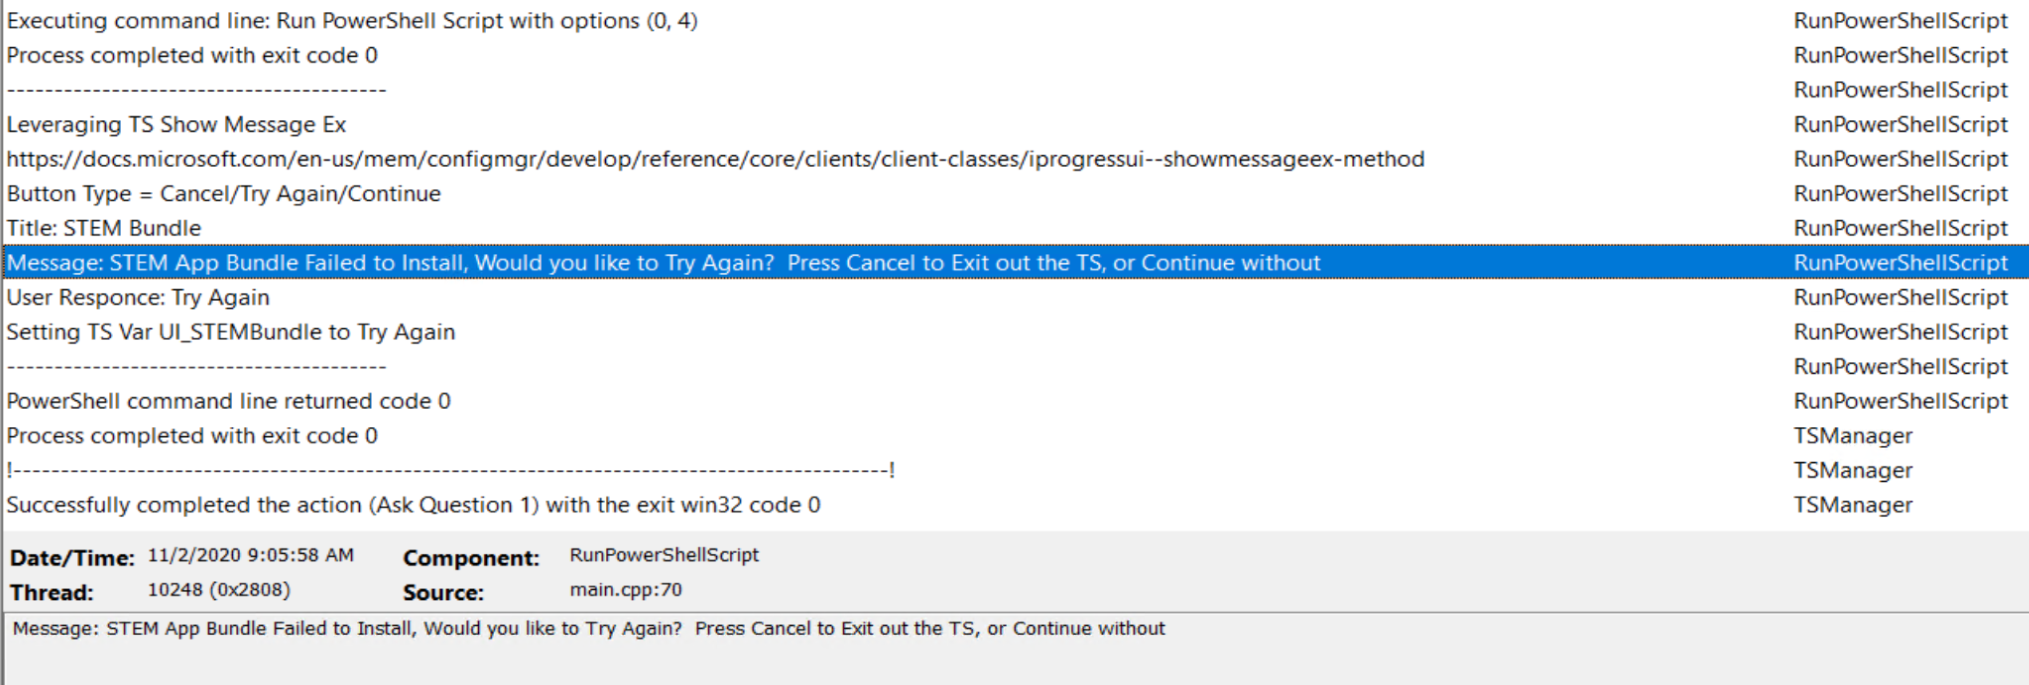 Executing command line: Run PowerShell Script with options (0, 4) RunPowerShellScript
Process completed with exit code 0 RunPowerShellScript
--------------------------------------- RunPowerShellScript
Leveraging TS Show Message Ex RunPowerShellScript
https://docs.microsoft.com/en-us/mem/configmgr/develop/reference/core/clients/client-classes/iprogressui--showmessageex-method RunPowerShellScript
Button Type = Cancel/Try Again/Continue RunPowerShellScript
Title: STEM Bundle RunPowerShellScript
Message: STEM App Bundle Failed to Install, Would you like to Try Again?  Press Cancel to Exit out the TS, or Continue without RunPowerShellScript
User Responce: Try Again RunPowerShellScript
Setting TS Var UI_STEMBundle to Try Again RunPowerShellScript
--------------------------------------- RunPowerShellScript
PowerShell command line returned code 0 RunPowerShellScript
Process completed with exit code 0 TSManager
!--------------------------------------------------------------------------------------------! TSManager
Successfully completed the action (Ask Question 1) with the exit win32 code 0 TSManager
Date/Time: 11/2/2020 9:05:58 AM Component: RunPowerShellScript
Thread: 10248 (0x2808) Source: main.cpp:70
Message: STEM App Bundle Failed to Install, Would you like to Try Again?  Press Cancel to Exit out the TS, or Continue without